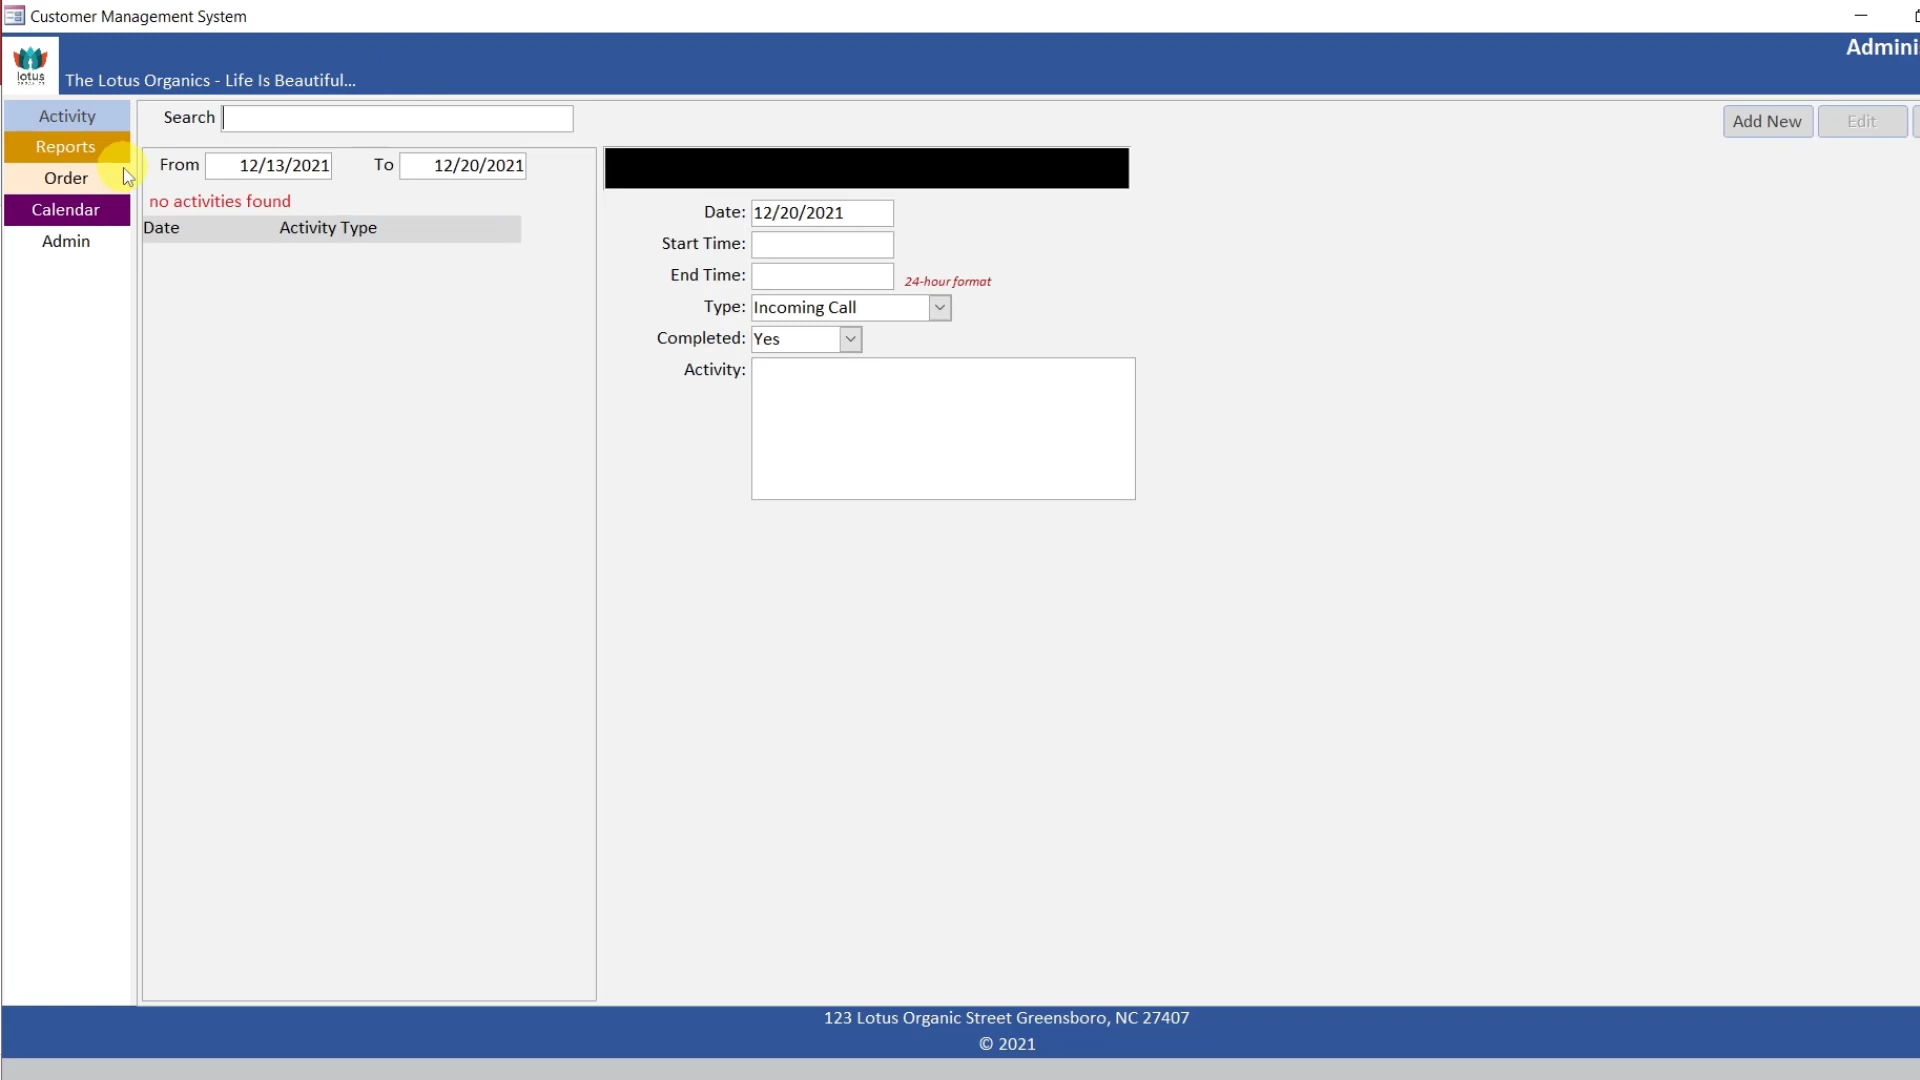 Customer Management System
Admini
lotus
The Lotus Organics - Life Is Beautiful...
Activity
Reports
Order
Calendar
Admin
Search
Add New
Edit
From 12/13/2021 To 12/20/2021
no activities found
Date Activity Type
Date: 12/20/2021
Start Time:
End Time:
24-hour format
Type: Incoming Call
Completed: Yes
Activity:
123 Lotus Organic Street Greensboro, NC 27407
© 2021